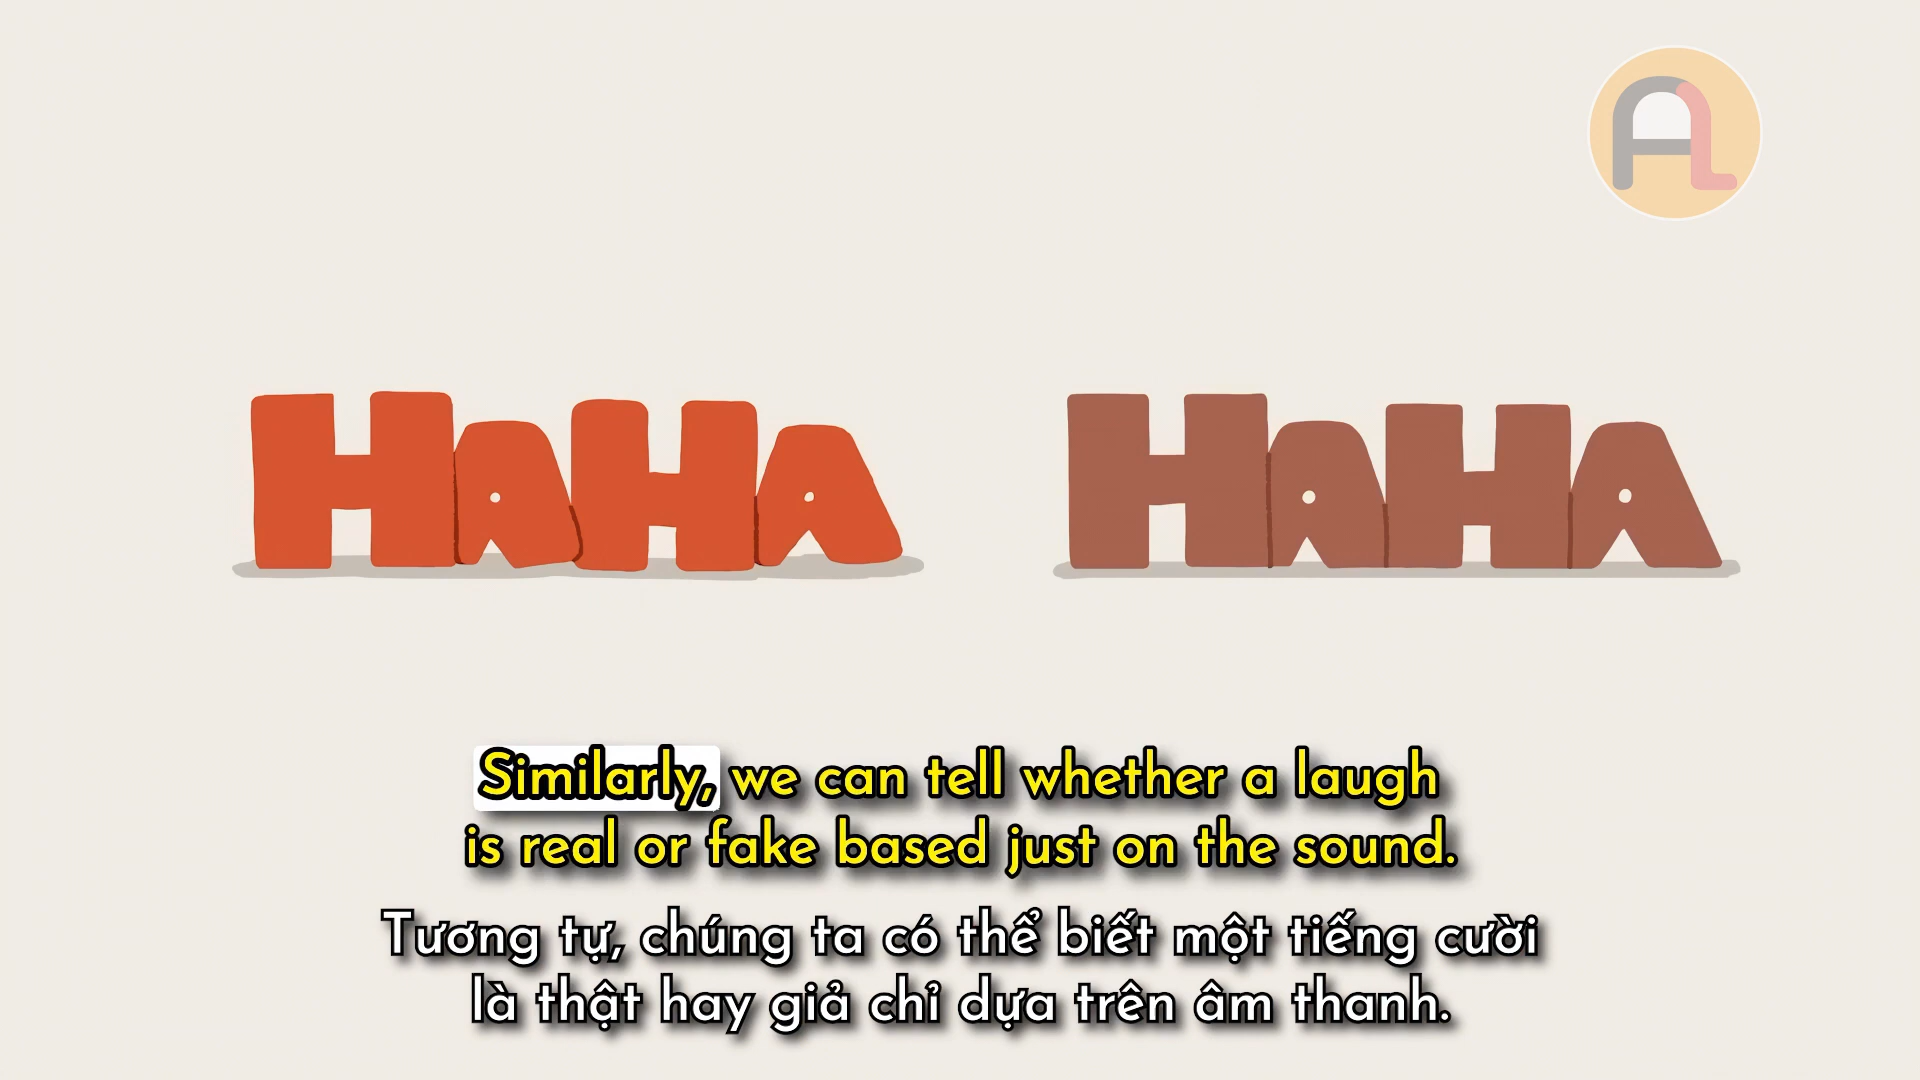 AL
HAHA HAHA
Similarly, we can tell whether a laugh
is real or fake based just on the sound.
Tương tự, chúng ta có thể biết một tiếng cười
là thật hay giả chỉ dựa trên âm thanh.